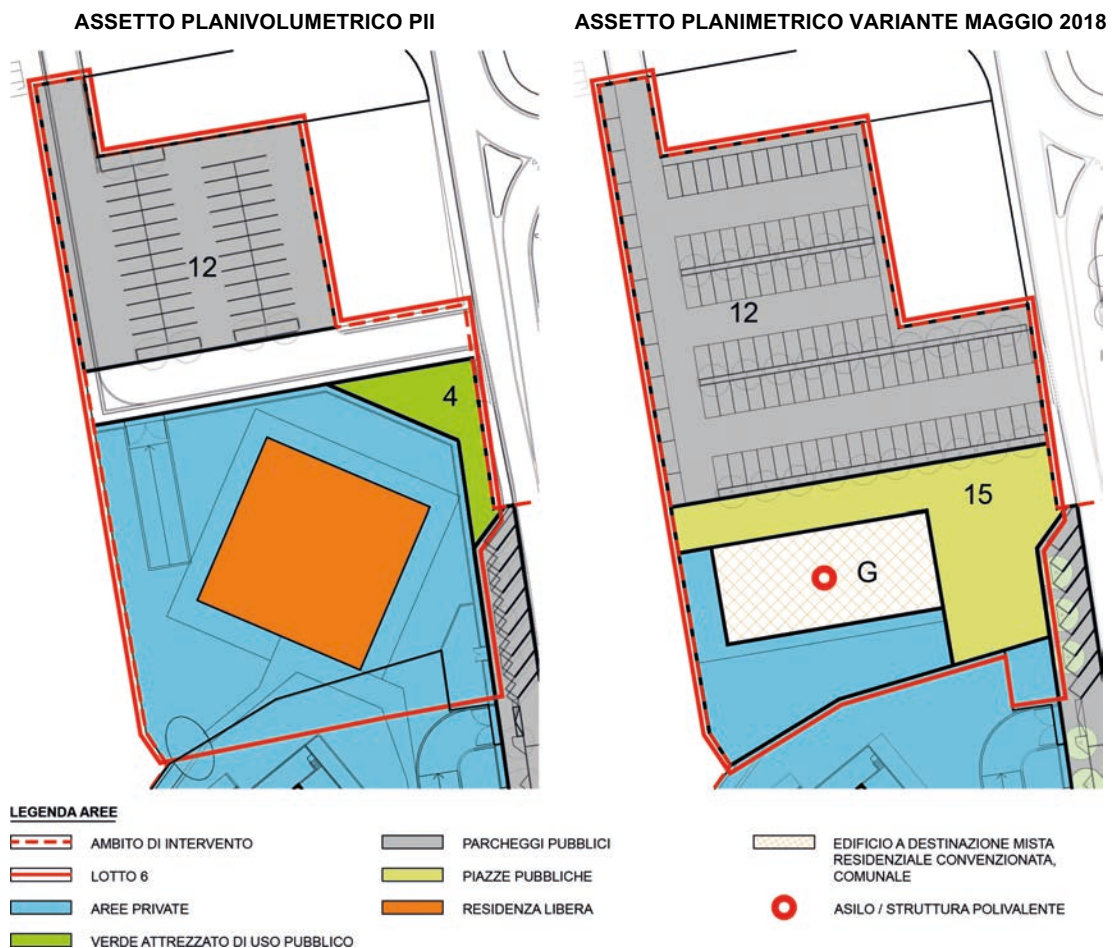 ASSETTO PLANIVOLUMETRICO PII
ASSETTO PLANIMETRICO VARIANTE MAGGIO 2018
12
4
12
15
G
LEGENDA AREE
AMBITO DI INTERVENTO
LOTTO 6
AREE PRIVATE
VERDE ATTREZZATO DI USO PUBBLICO
PARCHEGGI PUBBLICI
PIAZZE PUBBLICHE
RESIDENZA LIBERA
EDIFICIO A DESTINAZIONE MISTA
RESIDENZIALE CONVENZIONATA,
COMUNALE
ASILO / STRUTTURA POLIVALENTE